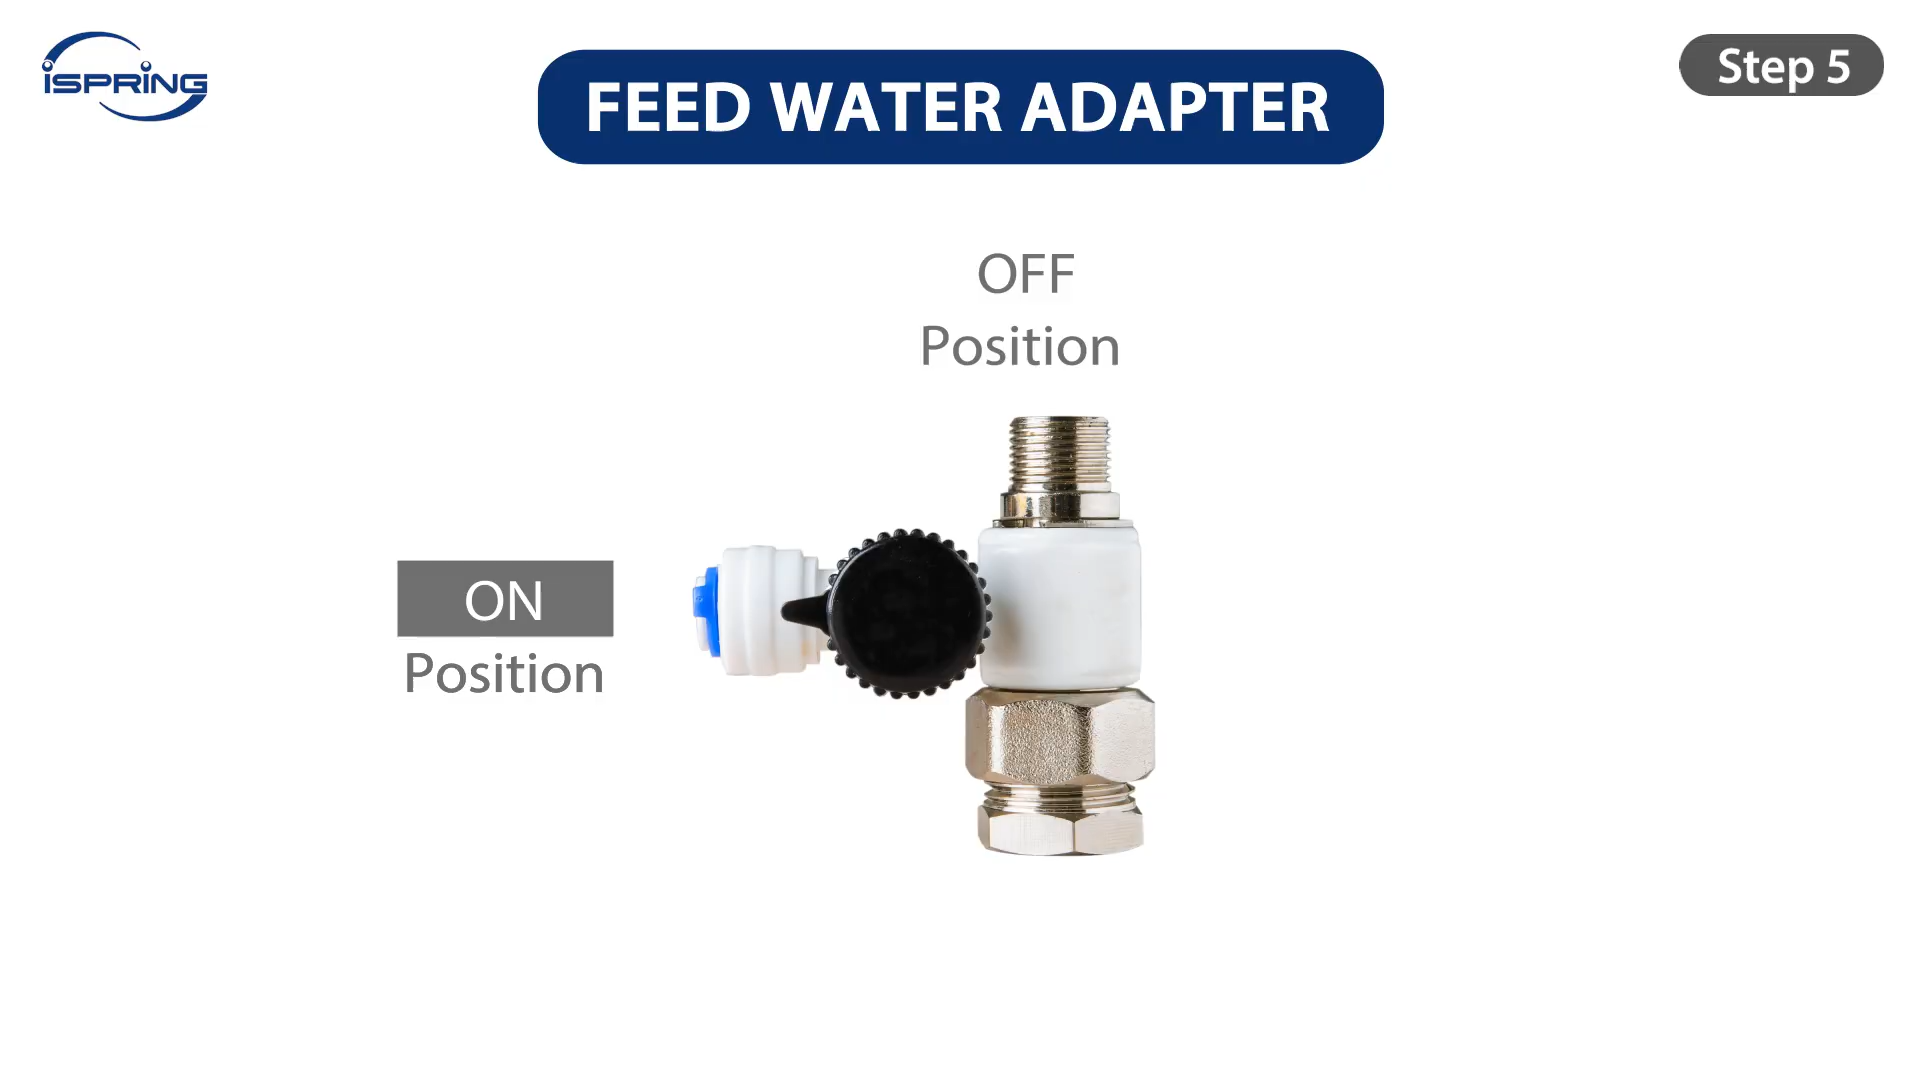 iSPRING
FEED WATER ADAPTER
Step 5
OFF
Position
ON
Position